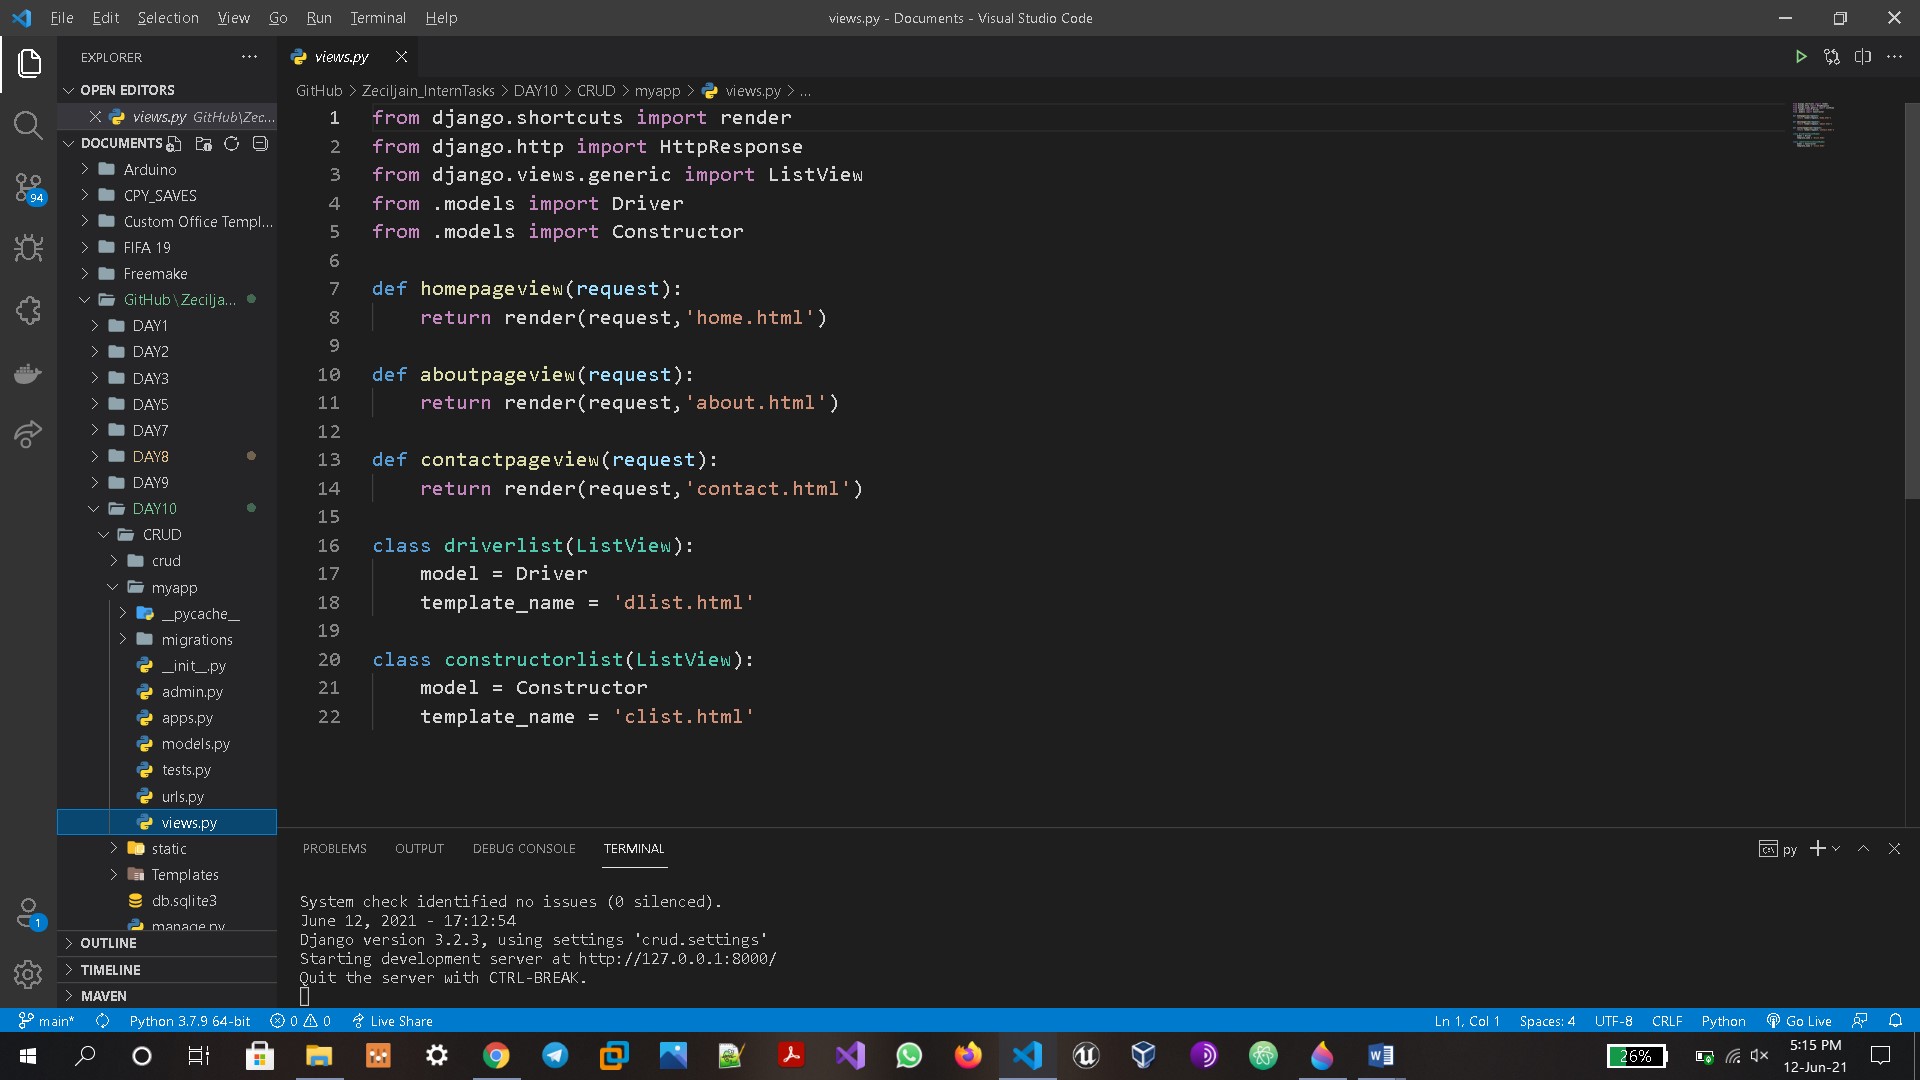 File Edit Selection View Go Run Terminal Help
views.py - Documents - Visual Studio Code
EXPLORER
views.py
OPEN EDITORS
views.py GitHub\Zec...
DOCUMENTS
Arduino
CPY_SAVES
Custom Office Templ...
FIFA 19
Freemake
GitHub\Zecilja...
DAY1
DAY2
DAY3
DAY5
DAY7
DAY8
DAY9
DAY10
CRUD
crud
myapp
__pycache__
migrations
__init__.py
admin.py
apps.py
models.py
tests.py
urls.py
views.py
static
Templates
db.sqlite3
manage.py
OUTLINE
TIMELINE
MAVEN
94
1
GitHub > Zeciljain_InternTasks > DAY10 > CRUD > myapp > views.py > ...
1 from django.shortcuts import render
2 from django.http import HttpResponse
3 from django.views.generic import ListView
4 from .models import Driver
5 from .models import Constructor
6
7 def homepageview(request):
8     return render(request,'home.html')
9
10 def aboutpageview(request):
11     return render(request,'about.html')
12
13 def contactpageview(request):
14     return render(request,'contact.html')
15
16 class driverlist(ListView):
17     model = Driver
18     template_name = 'dlist.html'
19
20 class constructorlist(ListView):
21     model = Constructor
22     template_name = 'clist.html'
PROBLEMS OUTPUT DEBUG CONSOLE TERMINAL
py
System check identified no issues (0 silenced).
June 12, 2021 - 17:12:54
Django version 3.2.3, using settings 'crud.settings'
Starting development server at http://127.0.0.1:8000/
Quit the server with CTRL-BREAK.
main* Python 3.7.9 64-bit 0 0 Live Share
Ln 1, Col 1 Spaces: 4 UTF-8 CRLF Python Go Live
26%
5:15 PM
12-Jun-21